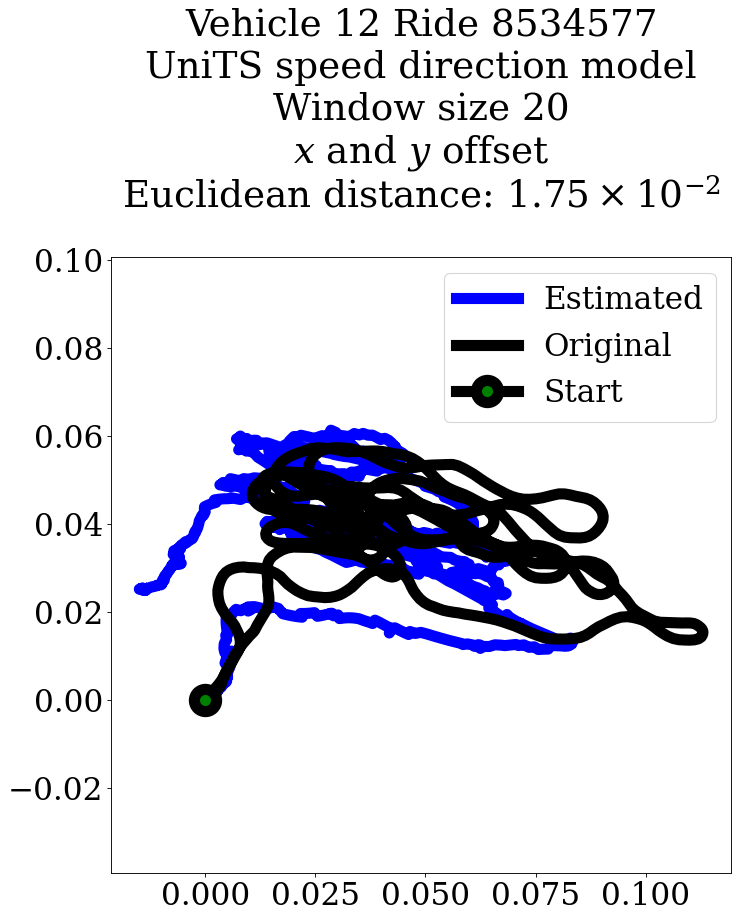 Vehicle 12 Ride 8534577
UniTS speed direction model
Window size 20
x and y offset
Euclidean distance: 1.75 × 10⁻²
0.10
0.08
0.06
0.04
0.02
0.00
−0.02
Estimated
Original
Start
0.000 0.025 0.050 0.075 0.100